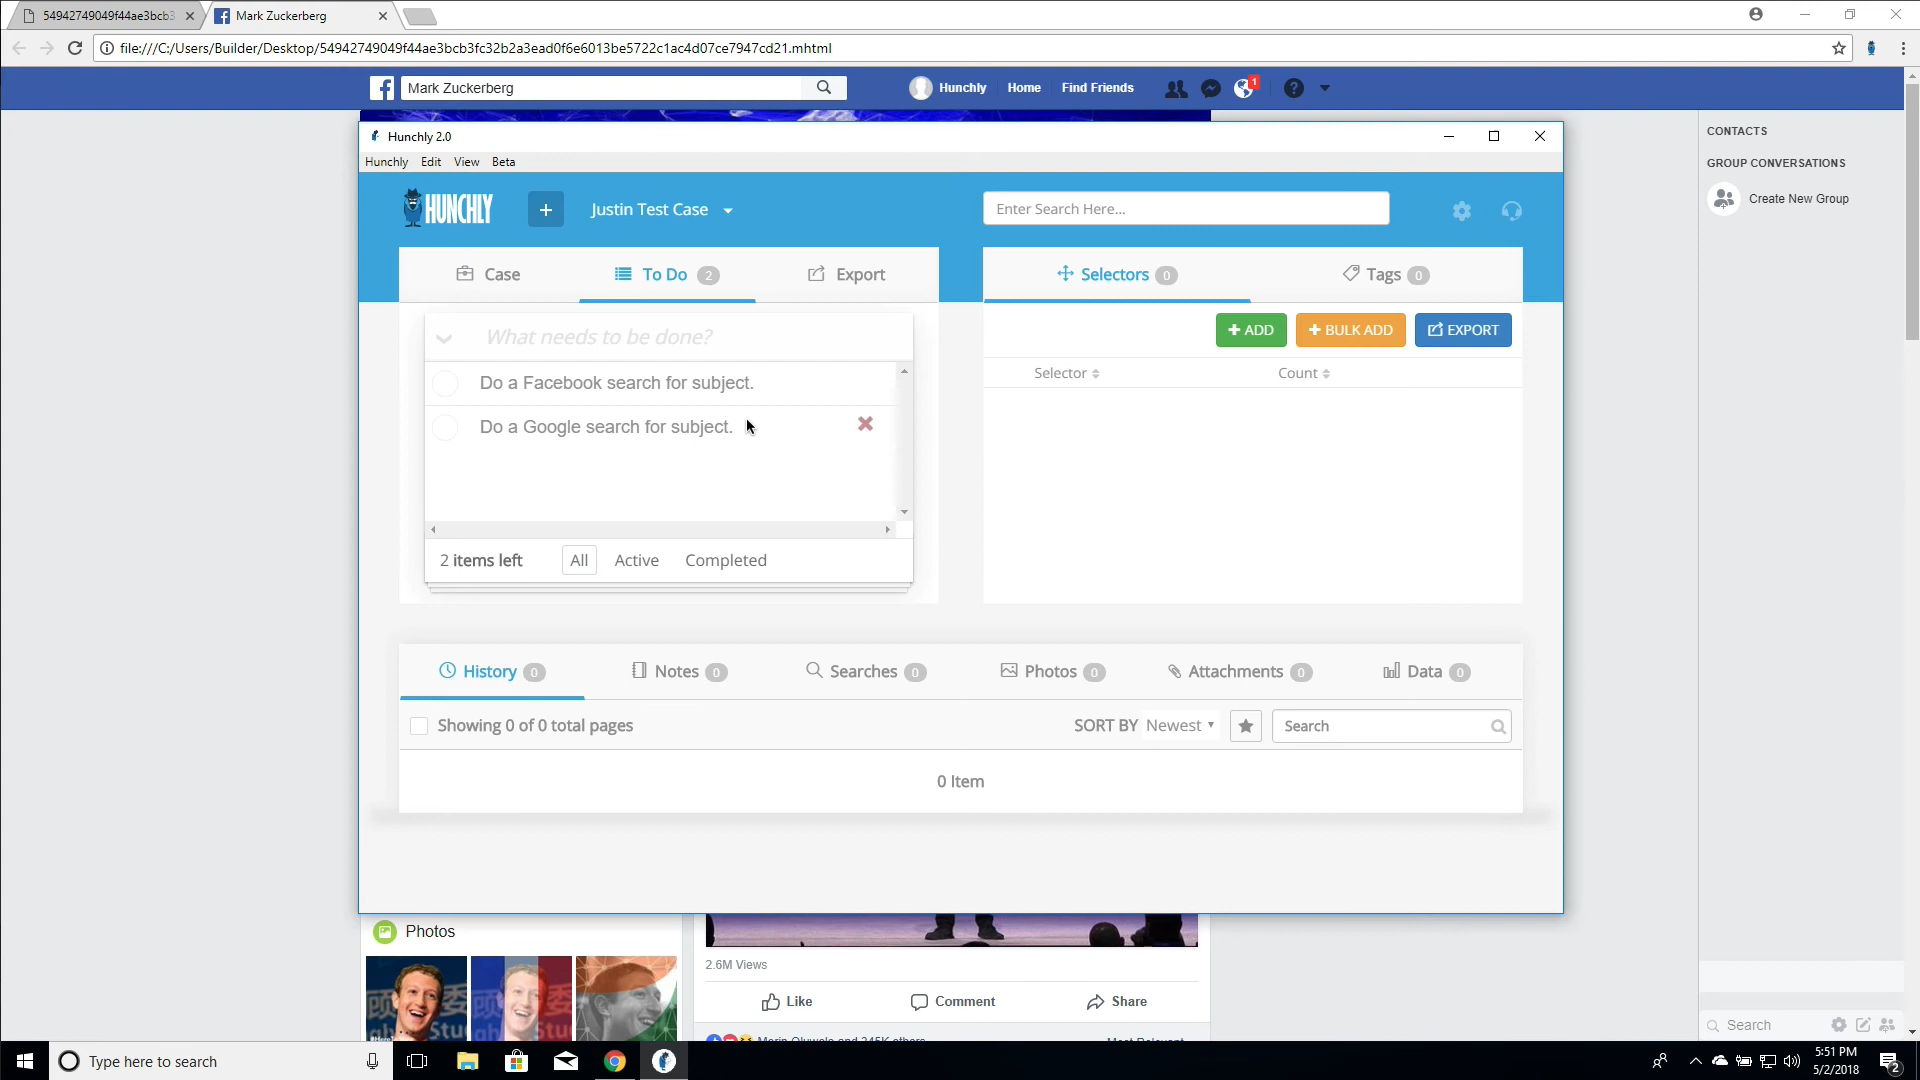 54942749049f44ae3bcb3
Mark Zuckerberg
file:///C:/Users/Builder/Desktop/54942749049f44ae3bcb3fc32b2a3ead0f6e6013be5722c1ac4d07ce7947cd21.mhtml
Mark Zuckerberg
Hunchly
Home
Find Friends
1
CONTACTS
GROUP CONVERSATIONS
Create New Group
Hunchly 2.0
Hunchly Edit View Beta
HUNCHLY
+
Justin Test Case
Enter Search Here...
Case
To Do 2
Export
Selectors 0
Tags 0
What needs to be done?
Do a Facebook search for subject.
Do a Google search for subject.
2 items left
All
Active
Completed
+ ADD
+ BULK ADD
EXPORT
Selector
Count
History 0
Notes 0
Searches 0
Photos 0
Attachments 0
Data 0
Showing 0 of 0 total pages
SORT BY Newest
Search
0 Item
Photos
2.6M Views
Like
Comment
Share
Search
Type here to search
5:51 PM
5/2/2018
2